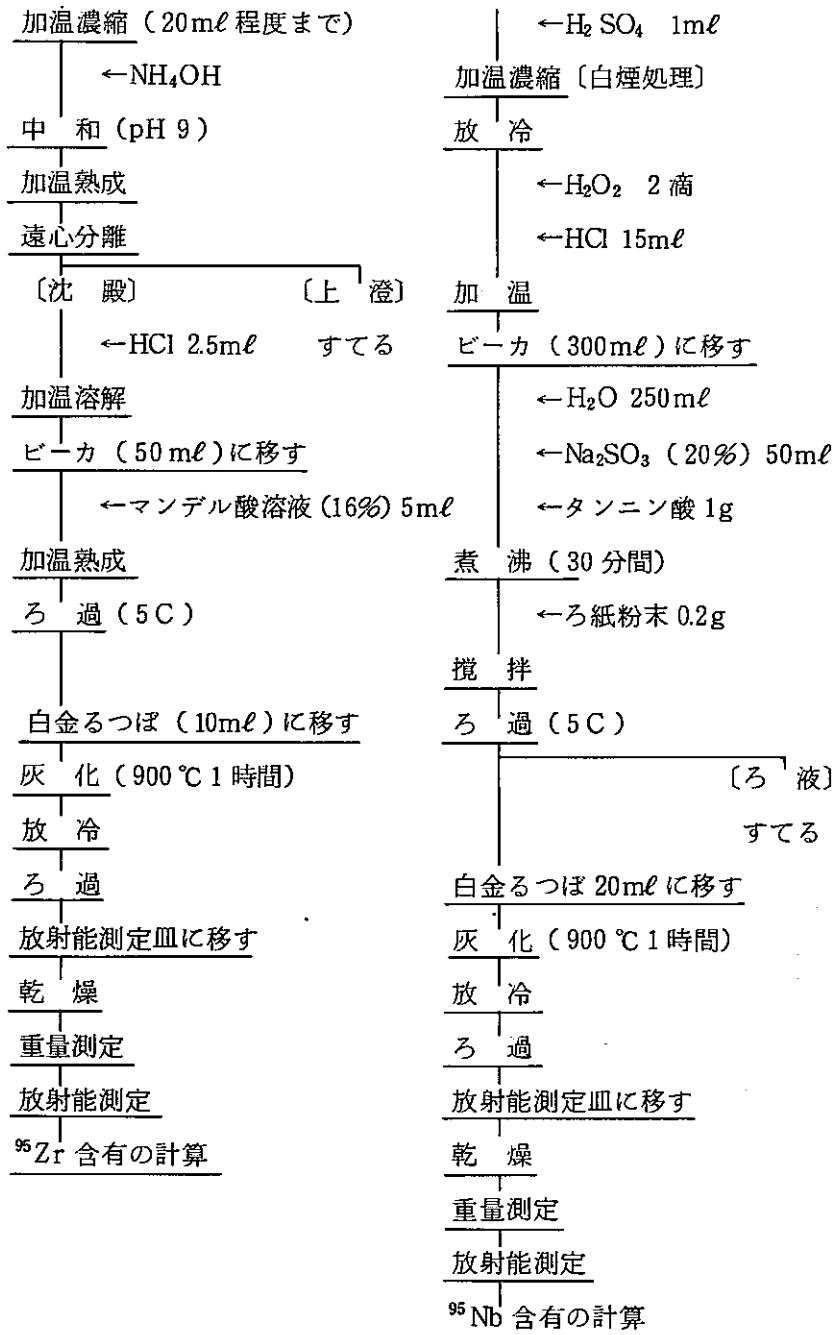 加温濃縮 (20mℓ 程度まで)
←NH₄OH
中 和 (pH 9)
加温熟成
遠心分離
〔沈 殿〕 〔上 澄〕
←HCl 2.5mℓ すてる
加温溶解
ビーカ (50 mℓ) に移す
←マンデル酸溶液 (16%) 5mℓ
加温熟成
ろ 過 (5C)
白金るつぼ (10mℓ) に移す
灰 化 (900 ℃ 1 時間)
放 冷
ろ 過
放射能測定皿に移す
乾 燥
重量測定
放射能測定
⁹⁵Zr 含有の計算
←H₂SO₄ 1mℓ
加温濃縮〔白煙処理〕
放 冷
←H₂O₂ 2 滴
←HCl 15mℓ
加 温
ビーカ (300mℓ) に移す
←H₂O 250mℓ
←Na₂SO₃ (20%) 50mℓ
←タンニン酸 1g
煮 沸 (30 分間)
←ろ紙粉末 0.2g
撹 拌
ろ 過 (5C)
〔ろ 液〕
すてる
白金るつぼ 20mℓ に移す
灰 化 (900 ℃ 1 時間)
放 冷
ろ 過
放射能測定皿に移す
乾 燥
重量測定
放射能測定
⁹⁵Nb 含有の計算